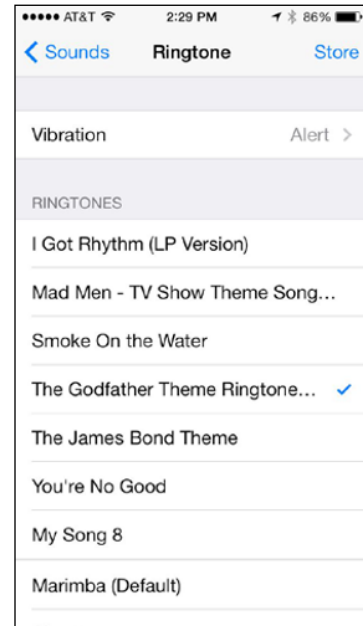 AT&T 2:29 PM 86%
Sounds Ringtone Store
Vibration Alert
RINGTONES
I Got Rhythm (LP Version)
Mad Men - TV Show Theme Song...
Smoke On the Water
The Godfather Theme Ringtone...
The James Bond Theme
You're No Good
My Song 8
Marimba (Default)